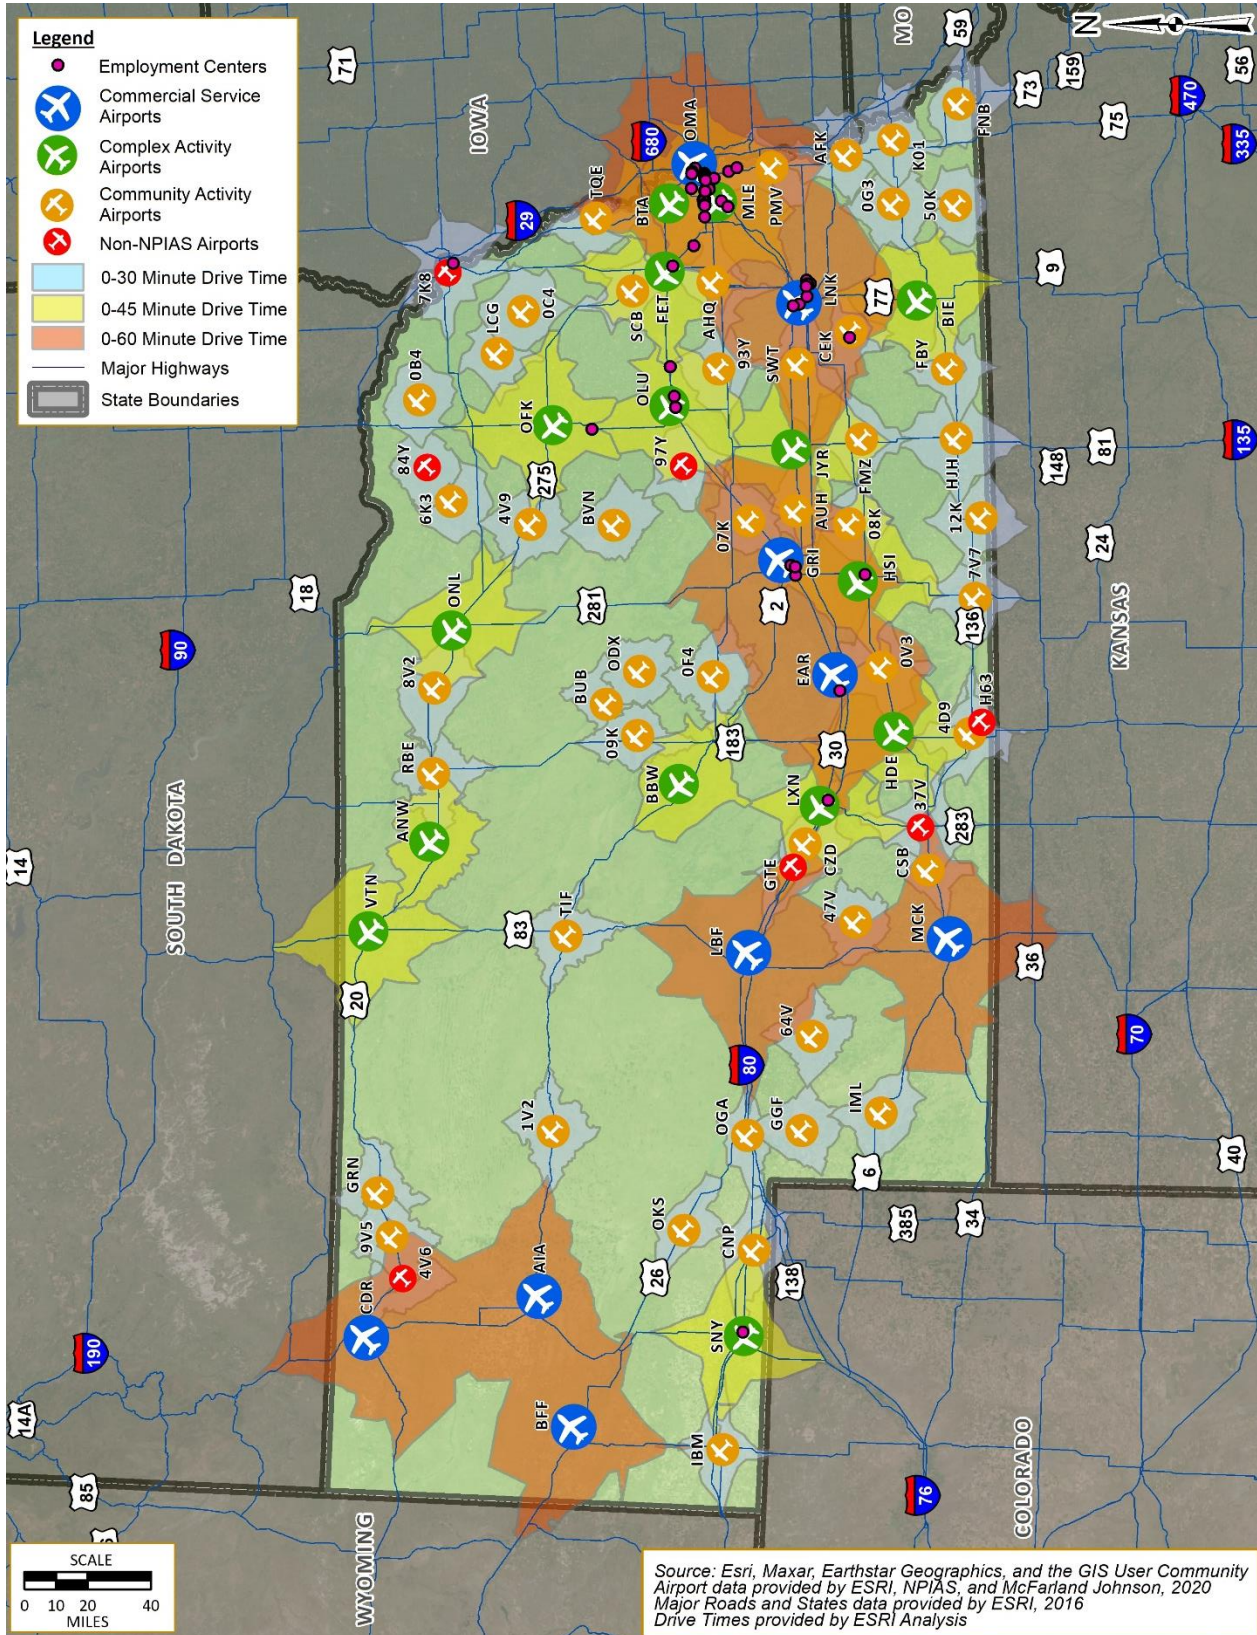 Legend
Employment Centers
Commercial Service
Airports
Complex Activity
Airports
Community Activity
Airports
Non-NPIAS Airports
0-30 Minute Drive Time
0-45 Minute Drive Time
0-60 Minute Drive Time
Major Highways
State Boundaries
N
MO
IOWA
SOUTH DAKOTA
WYOMING
COLORADO
KANSAS
71
59
680
29
73
159
56
470
75
335
9
77
18
90
275
281
2
148
81
135
24
136
14
20
83
183
30
283
80
36
70
6
40
385
34
26
138
190
14A
85
76
OMA
TQE
BTA
MLE
PMV
AFK
K01
FNB
0G3
50K
7K8
LCG
0C4
SCB
FET
AHQ
LNK
CEK
BIE
FBY
0B4
OFK
OLU
93Y
SWT
84Y
6K3
4V9
BVN
97Y
JYR
FMZ
HJH
07K
AUH
08K
12K
GRI
HSI
7V7
ONL
8V2
RBE
ANW
BUB
ODX
0F4
09K
BBW
EAR
0V3
HDE
4D9
H63
VTN
TIF
LXN
CZD
GTE
37V
CSB
47V
LBF
MCK
64V
1V2
OGA
GGF
IML
GRN
9V5
4V6
CDR
AIA
BFF
OKS
CNP
SNY
IBM
SCALE
0 10 20 40
MILES
Source: Esri, Maxar, Earthstar Geographics, and the GIS User Community
Airport data provided by ESRI, NPIAS, and McFarland Johnson, 2020
Major Roads and States data provided by ESRI, 2016
Drive Times provided by ESRI Analysis